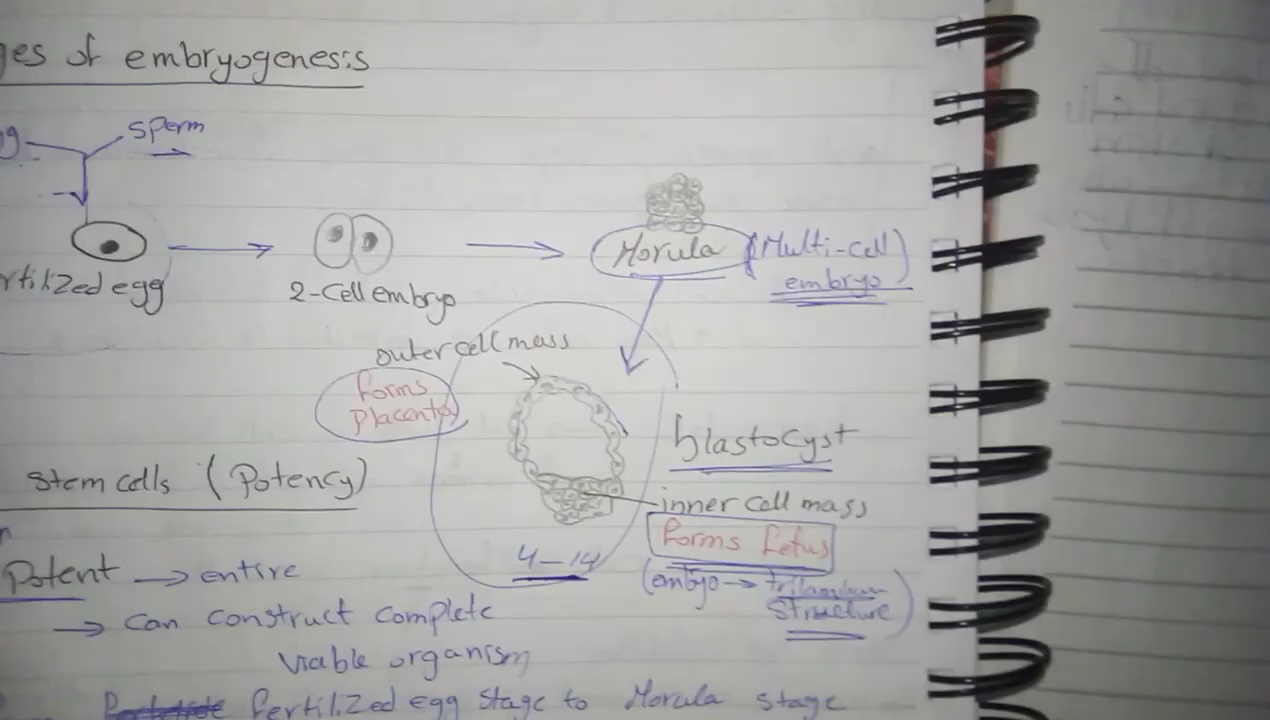 ges of embryogenesis
gg
sperm
rtilized egg
2-Cell embryo
Morula (Multi-cell
embryo)
outer cell mass
forms
Placenta
blastocyst
inner cell mass
forms fetus
(embryo → trilaminar
structure)
4-14
Stem cells (Potency)
Potent → entire
→ Can construct complete
viable organism
fertilized egg stage to Morula stage